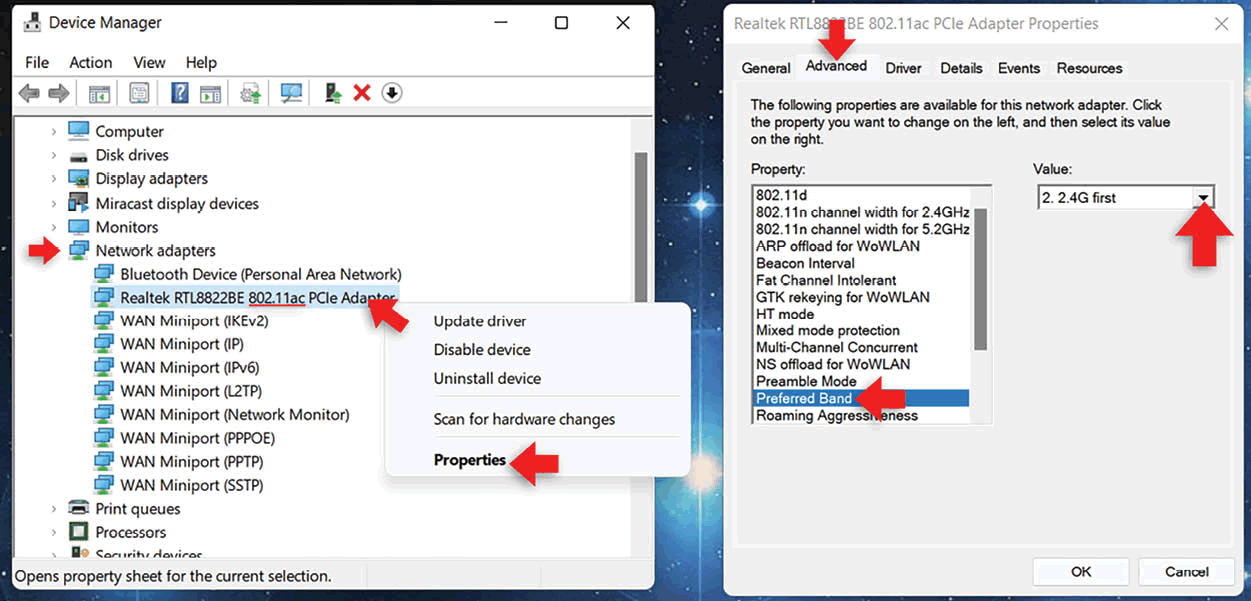 Device Manager
File Action View Help
Computer
Disk drives
Display adapters
Miracast display devices
Monitors
Network adapters
Bluetooth Device (Personal Area Network)
Realtek RTL8822BE 802.11ac PCIe Adapter
WAN Miniport (IKEv2)
WAN Miniport (IP)
WAN Miniport (IPv6)
WAN Miniport (L2TP)
WAN Miniport (Network Monitor)
WAN Miniport (PPPOE)
WAN Miniport (PPTP)
WAN Miniport (SSTP)
Print queues
Processors
Security devices
Opens property sheet for the current selection.
Update driver
Disable device
Uninstall device
Scan for hardware changes
Properties
Realtek RTL8822BE 802.11ac PCIe Adapter Properties
General Advanced Driver Details Events Resources
The following properties are available for this network adapter. Click
the property you want to change on the left, and then select its value
on the right.
Property:
802.11d
802.11n channel width for 2.4GHz
802.11n channel width for 5.2GHz
ARP offload for WoWLAN
Beacon Interval
Fat Channel Intolerant
GTK rekeying for WoWLAN
HT mode
Mixed mode protection
Multi-Channel Concurrent
NS offload for WoWLAN
Preamble Mode
Preferred Band
Roaming Aggressiveness
Value:
2. 2.4G first
OK Cancel